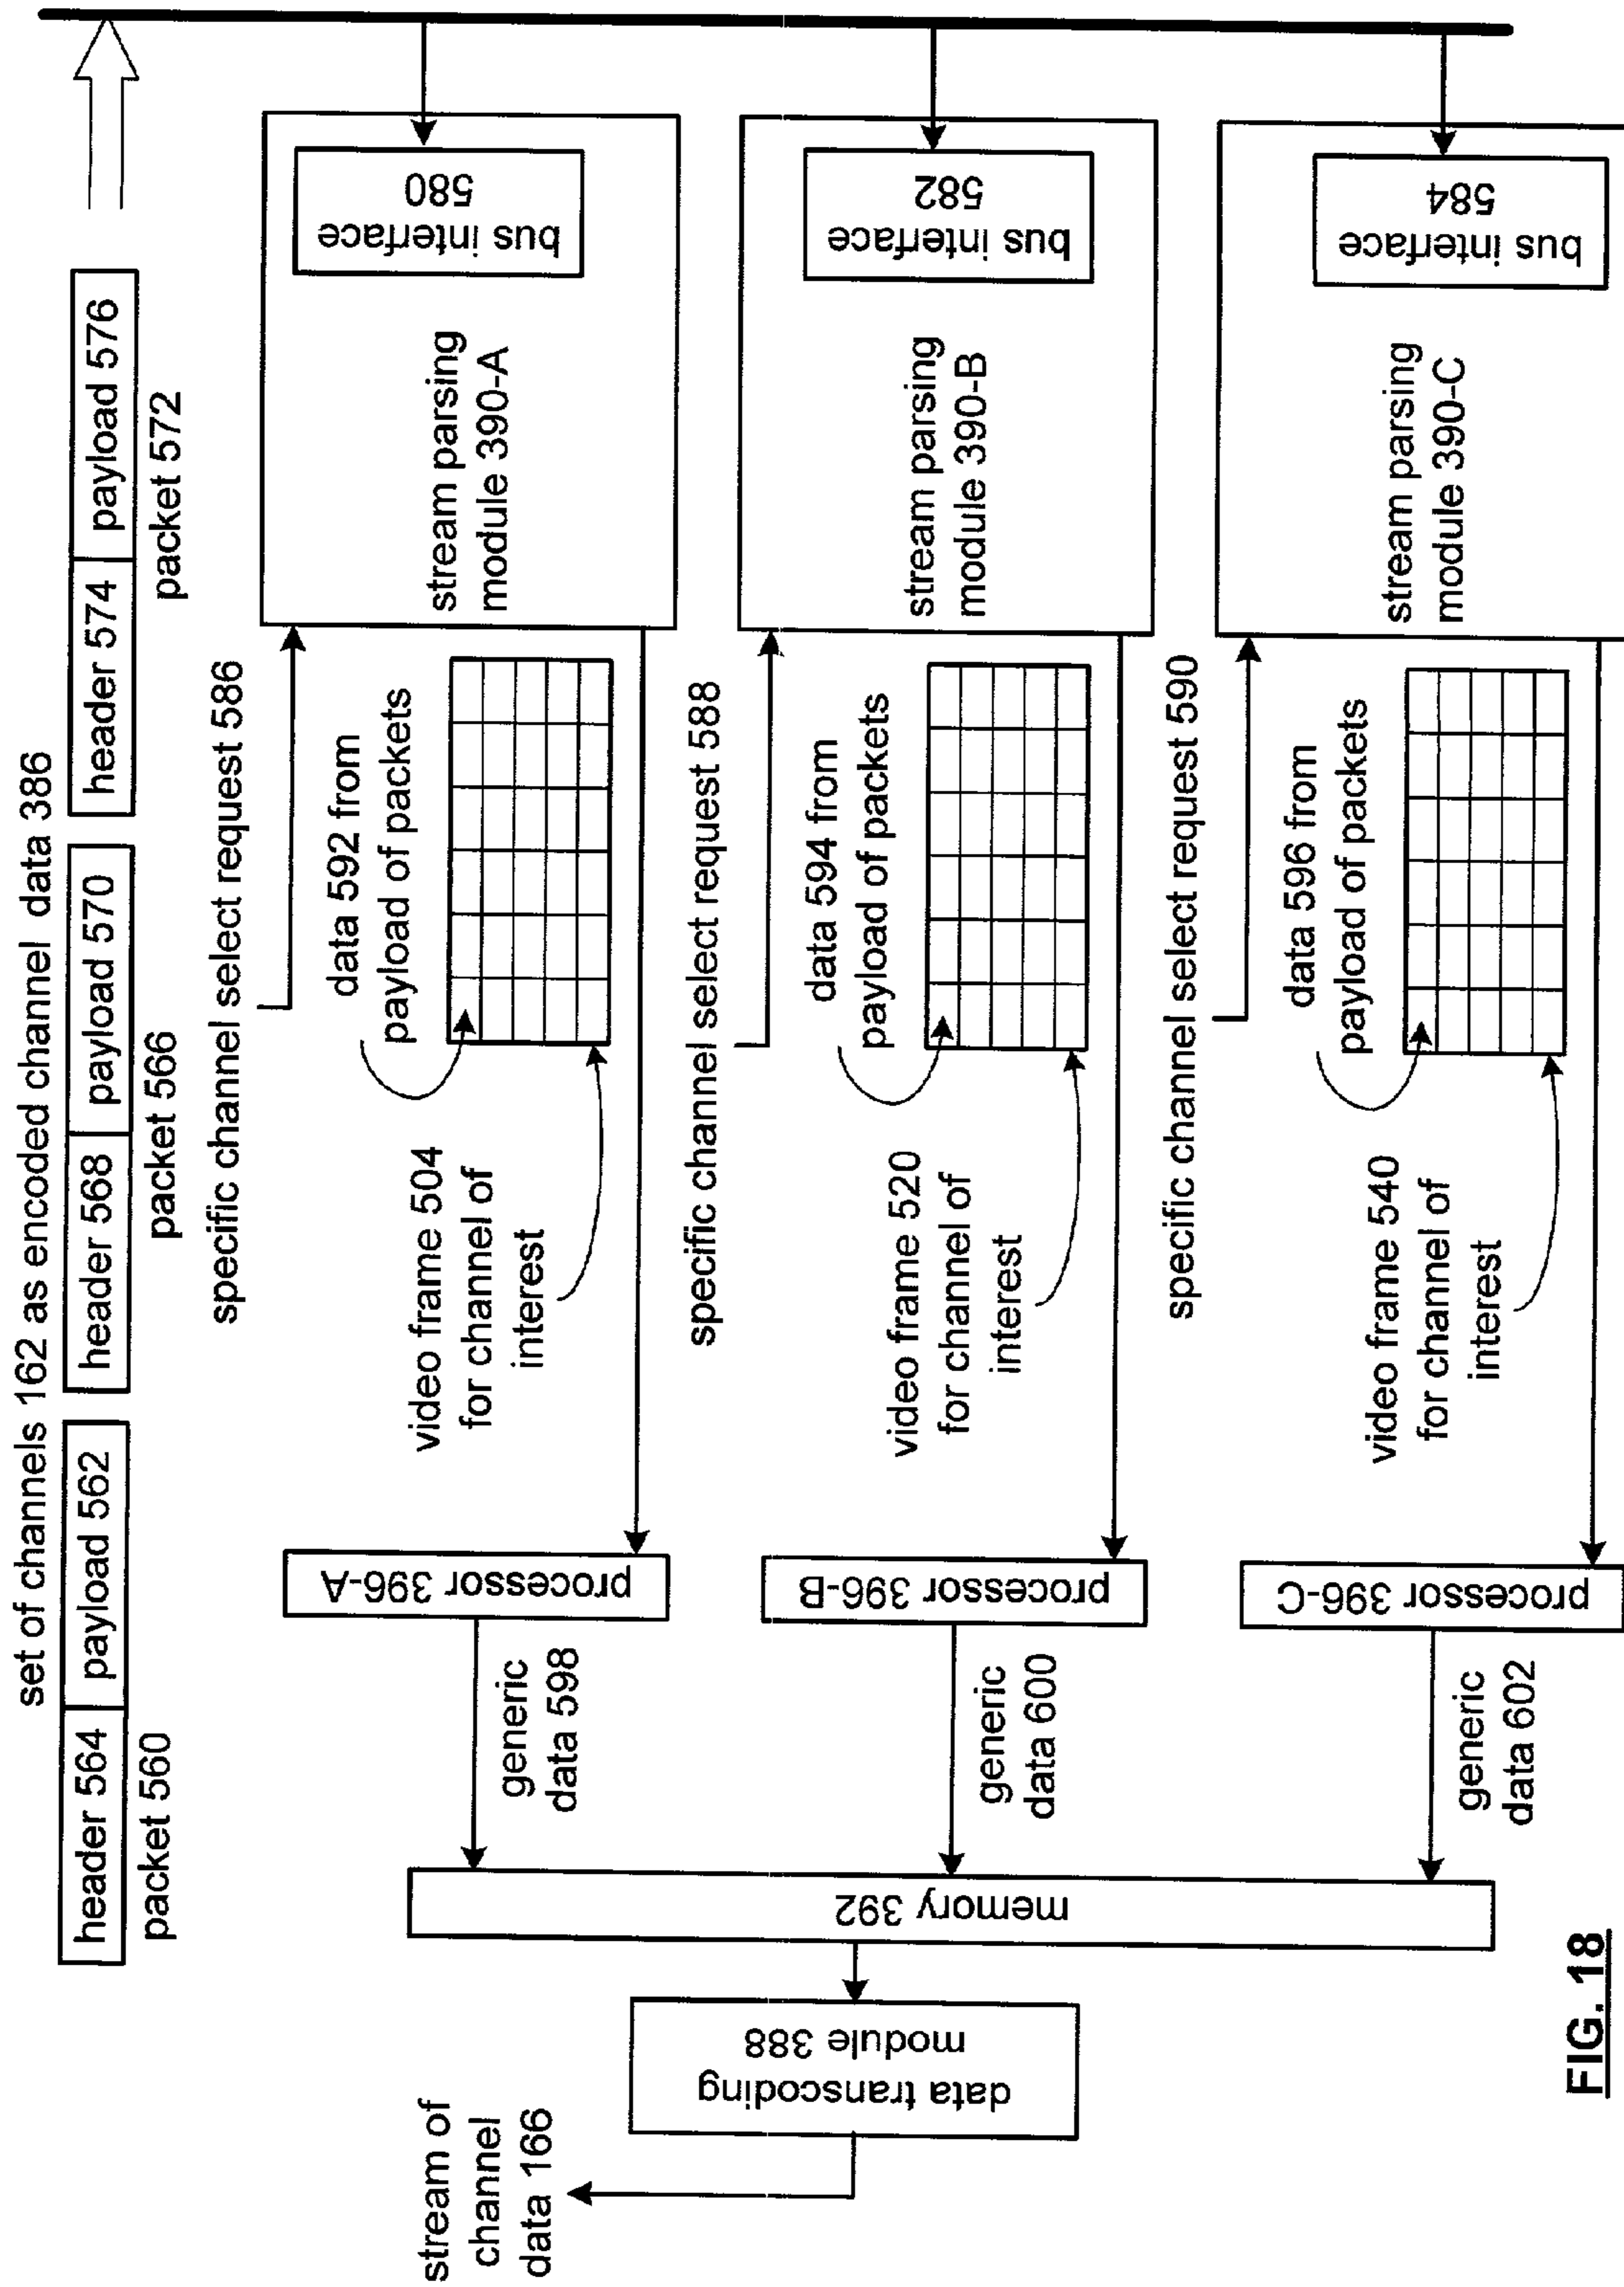 set of channels 162 as encoded channel data 386
header 564
payload 562
header 568
payload 570
header 574
payload 576
packet 560
packet 566
packet 572
specific channel select request 586
bus interface
580
stream parsing
module 390-A
data 592 from
payload of packets
video frame 504
for channel of
interest
processor 396-A
generic
data 598
specific channel select request 588
bus interface
582
stream parsing
module 390-B
data 594 from
payload of packets
video frame 520
for channel of
interest
processor 396-B
generic
data 600
specific channel select request 590
bus interface
584
stream parsing
module 390-C
data 596 from
payload of packets
video frame 540
for channel of
interest
processor 396-C
generic
data 602
memory 392
data transcoding
module 388
stream of
channel
data 166
FIG. 18